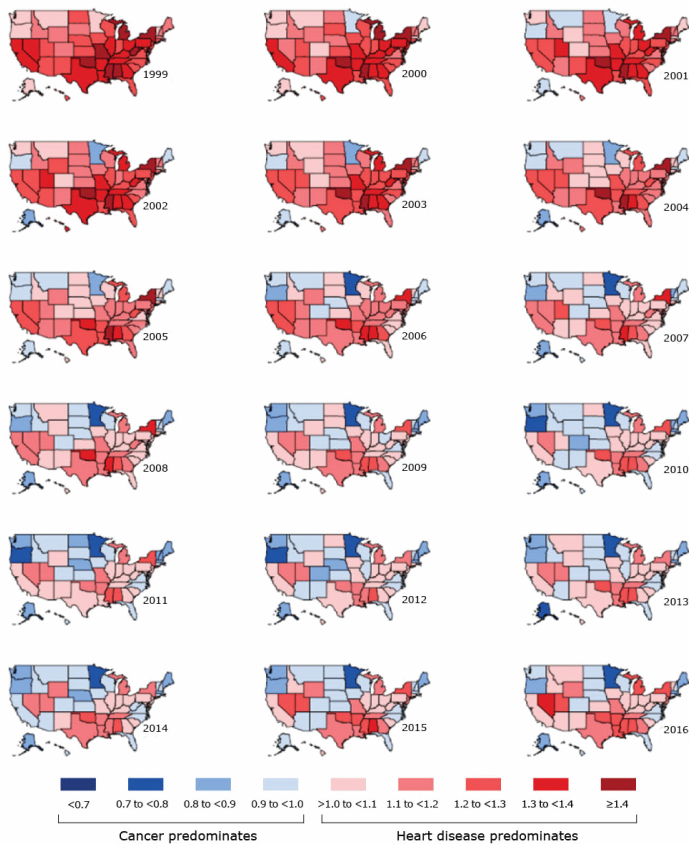 1999 2000 2001
2002 2003 2004
2005 2006 2007
2008 2009 2010
2011 2012 2013
2014 2015 2016
<0.7 0.7 to <0.8 0.8 to <0.9 0.9 to <1.0 >1.0 to <1.1 1.1 to <1.2 1.2 to <1.3 1.3 to <1.4 ≥1.4
Cancer predominates Heart disease predominates